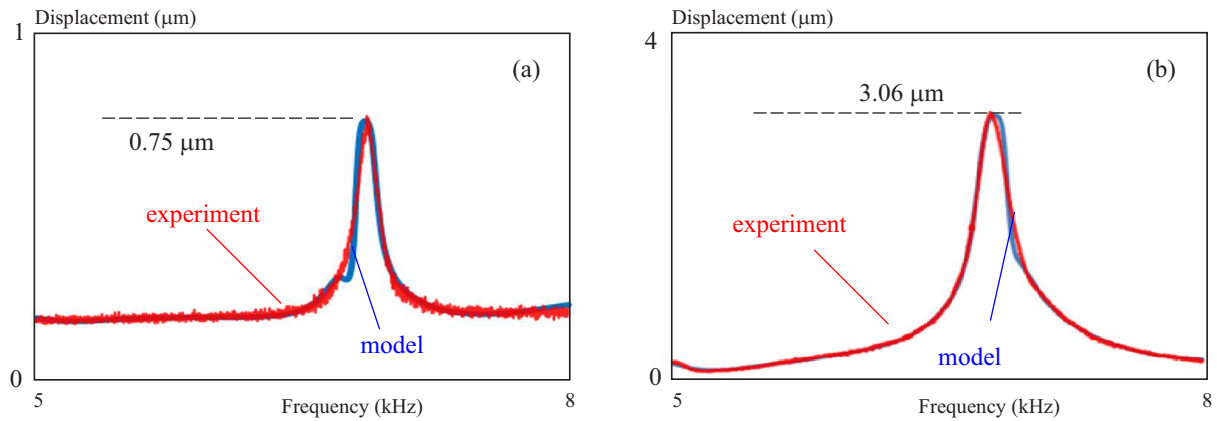 Displacement (μm)
1
(a)
0.75 μm
experiment
model
0
5
Frequency (kHz)
8
Displacement (μm)
4
(b)
3.06 μm
experiment
model
0
5
Frequency (kHz)
8